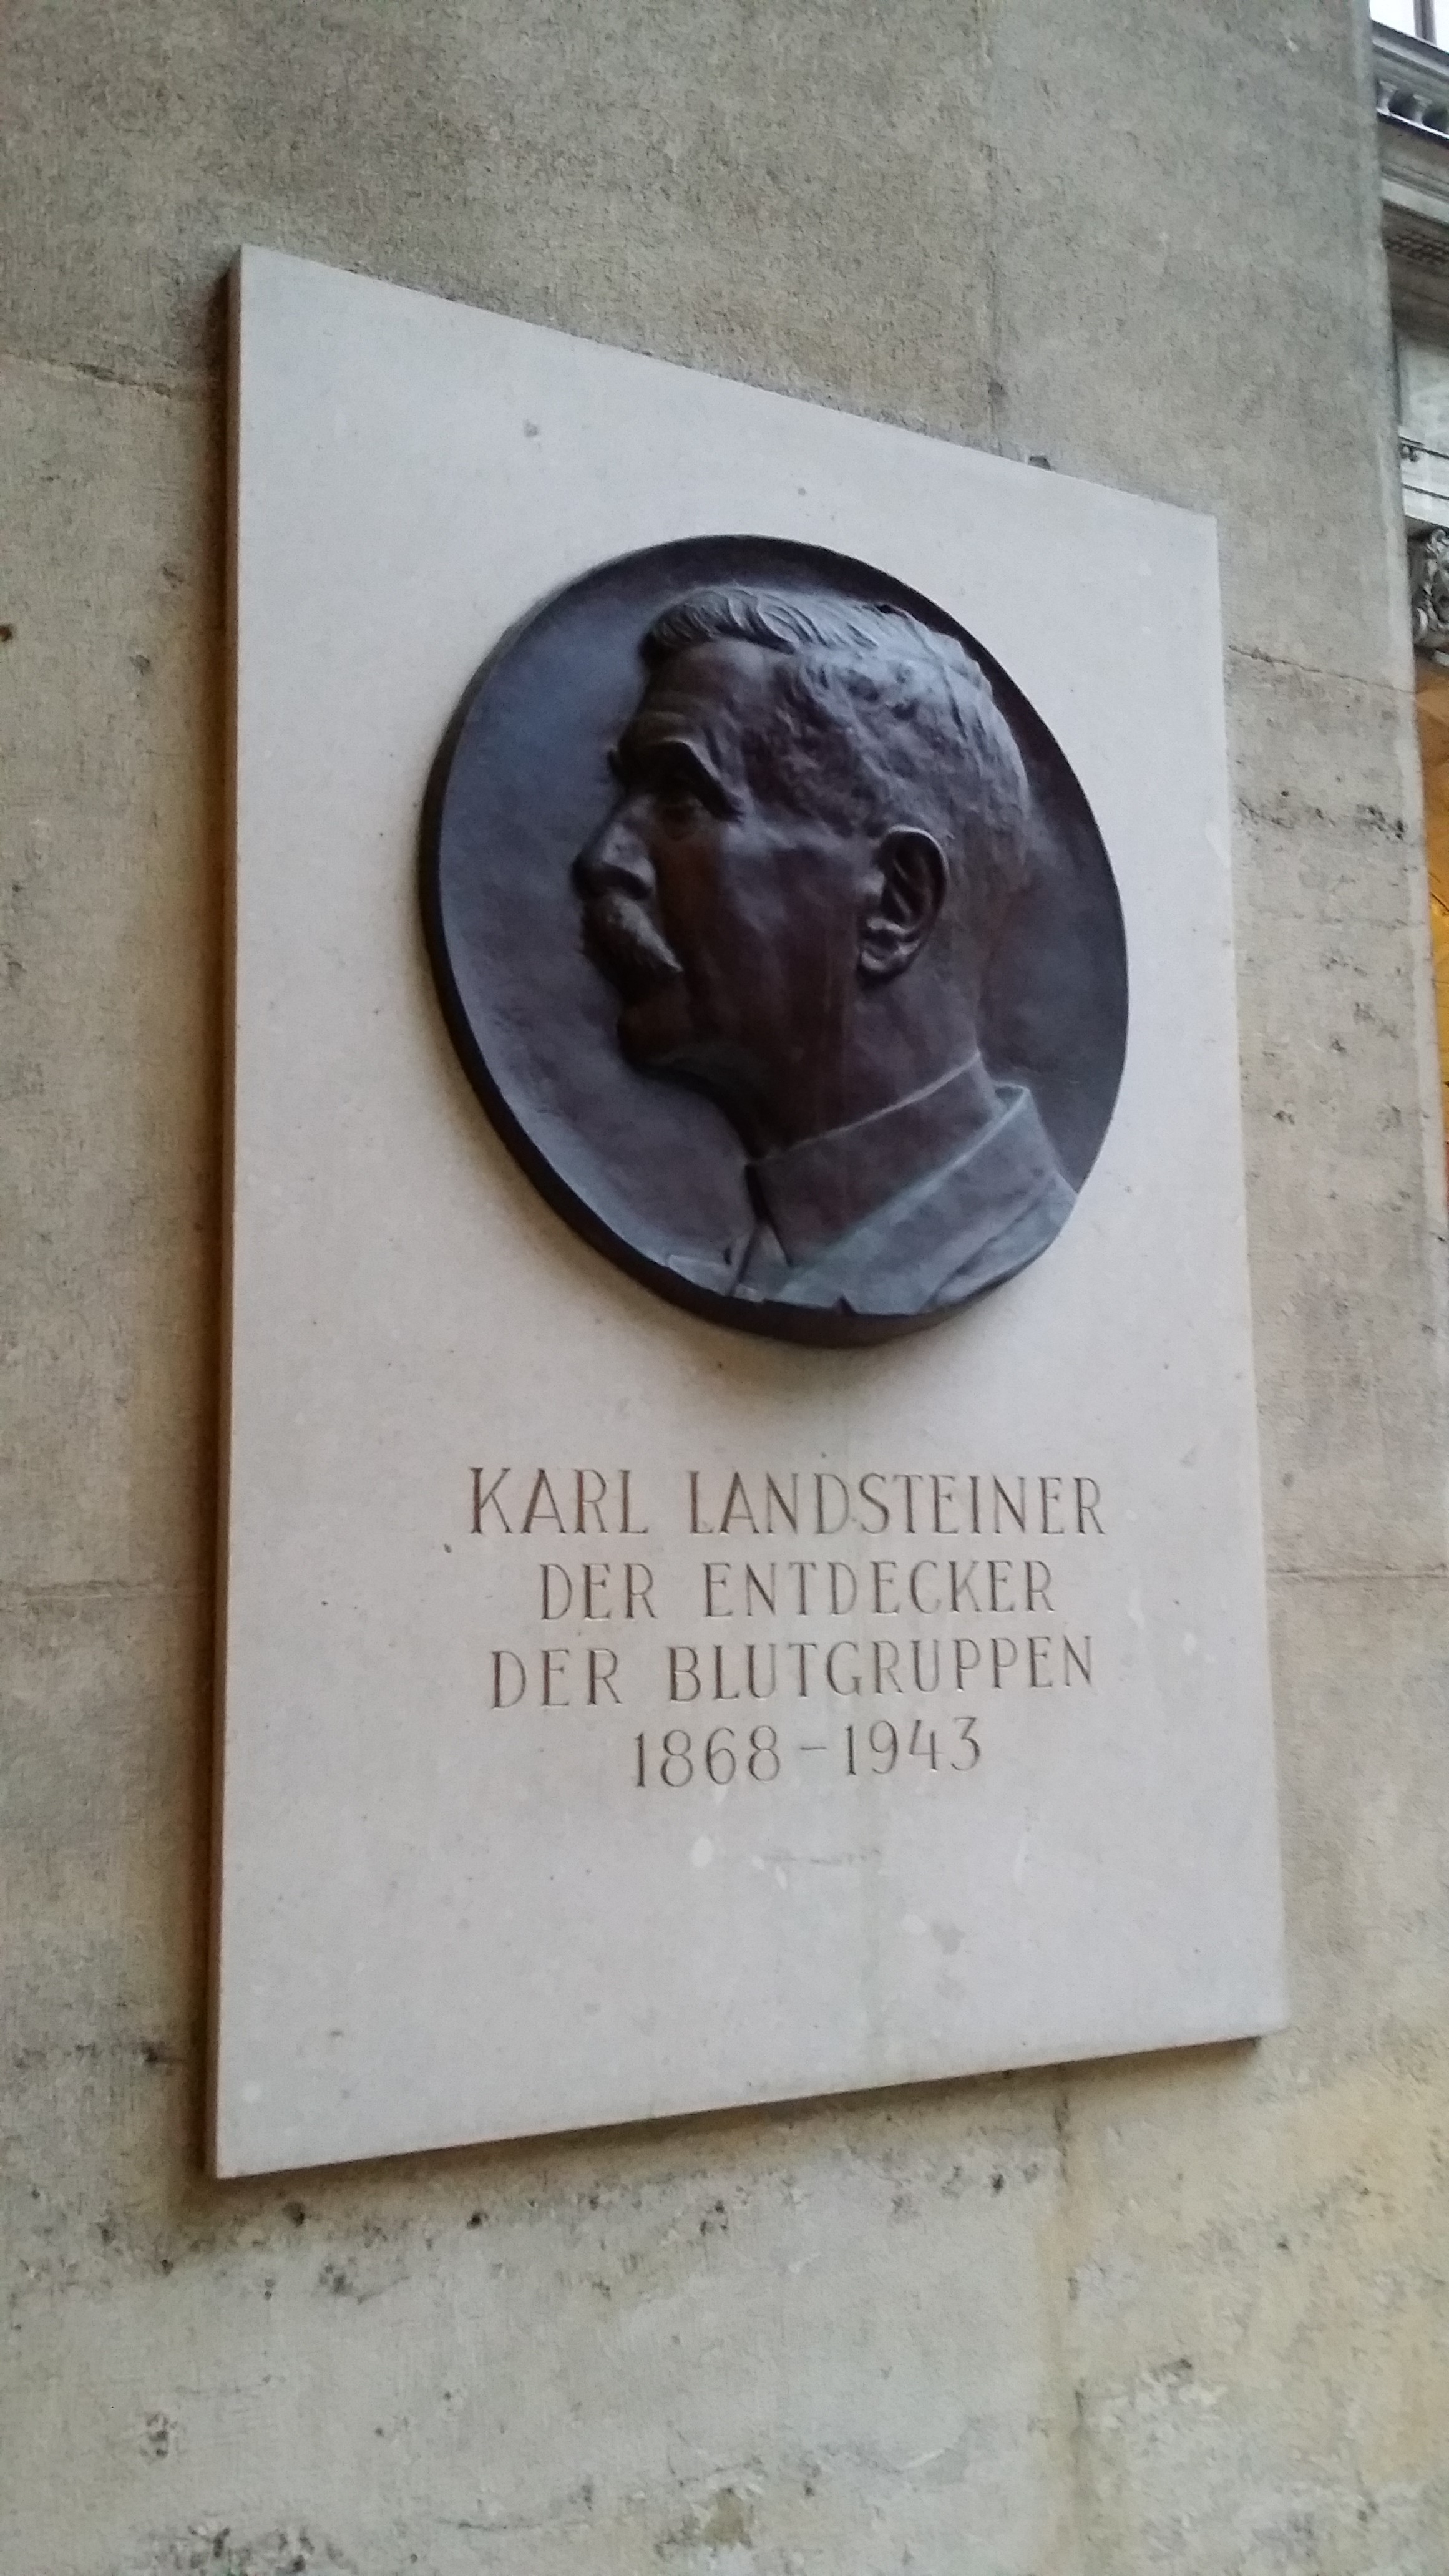 KARL LANDSTEINER
DER ENTDECKER
DER BLUTGRUPPEN
1868-1943